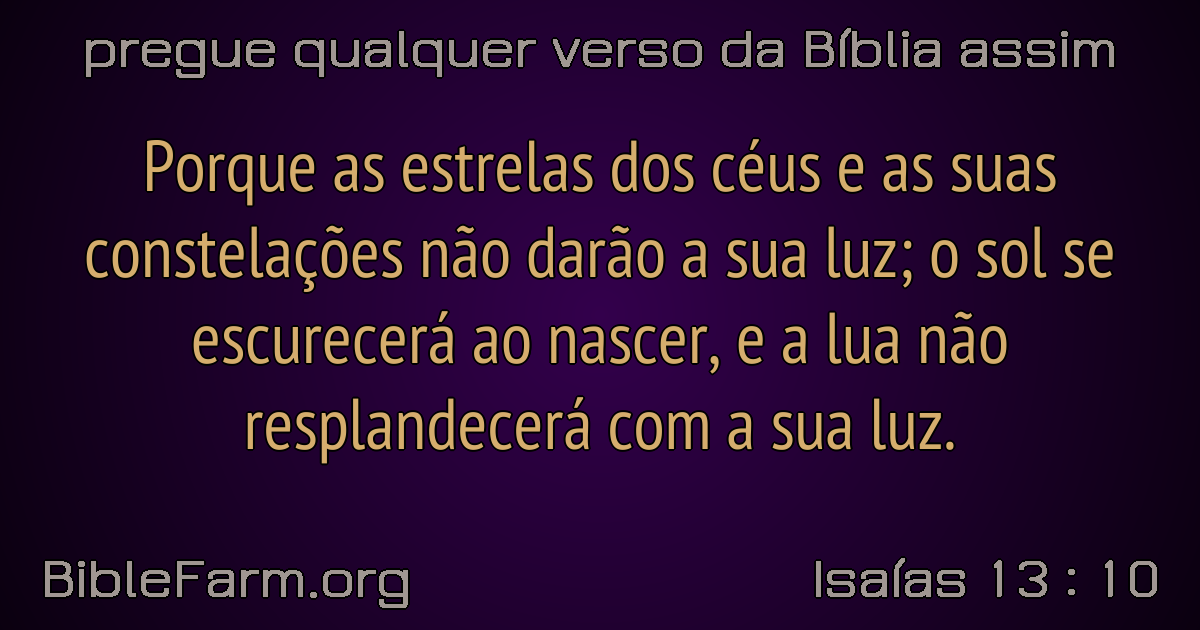 pregue qualquer verso da Bíblia assim
Porque as estrelas dos céus e as suas
constelações não darão a sua luz; o sol se
escurecerá ao nascer, e a lua não
resplandecerá com a sua luz.
BibleFarm.org
Isaías 13 : 10